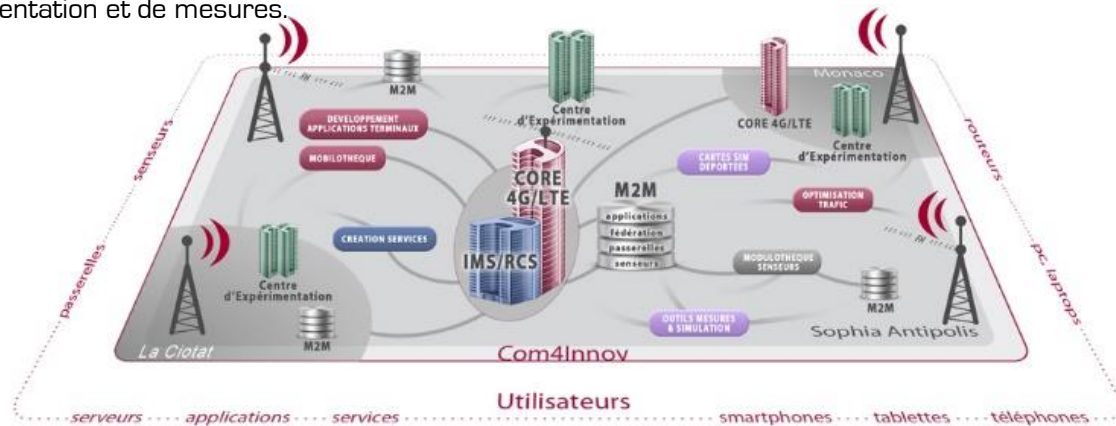 entation et de mesures.
Monaco
M2M
Centre
d'Expérimentation
CORE 4G/LTE
Centre
d'Expérimentation
DEVELOPPEMENT
APPLICATIONS TERMINAUX
MOBILOTHEQUE
CARTES SIM
DEPORTÉES
senseurs
routeurs
CORE
4G/LTE
M2M
applications
fédération
passerelles
senseurs
OPTIMISATION
TRAFIC
CREATION SERVICES
IMS/RCS
MODULOTHEQUE
SENSEURS
passerelles
pc, laptops
Centre
d'Expérimentation
M2M
M2M
OUTILS MESURES
& SIMULATION
Sophia Antipolis
La Ciotat
Com4Innov
Utilisateurs
serveurs applications services smartphones tablettes téléphones